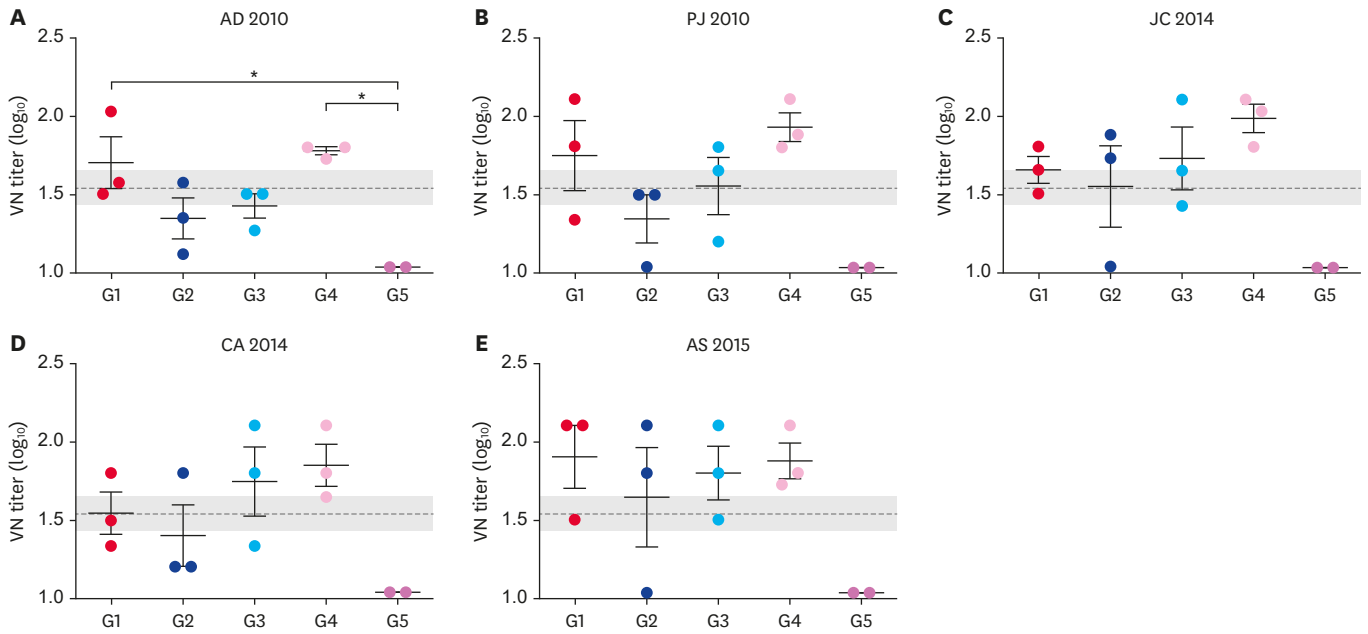 A
AD 2010
VN titer (log₁₀)
2.5
2.0
1.5
1.0
*
*
G1 G2 G3 G4 G5
B
PJ 2010
VN titer (log₁₀)
2.5
2.0
1.5
1.0
G1 G2 G3 G4 G5
C
JC 2014
VN titer (log₁₀)
2.5
2.0
1.5
1.0
G1 G2 G3 G4 G5
D
CA 2014
VN titer (log₁₀)
2.5
2.0
1.5
1.0
G1 G2 G3 G4 G5
E
AS 2015
VN titer (log₁₀)
2.5
2.0
1.5
1.0
G1 G2 G3 G4 G5